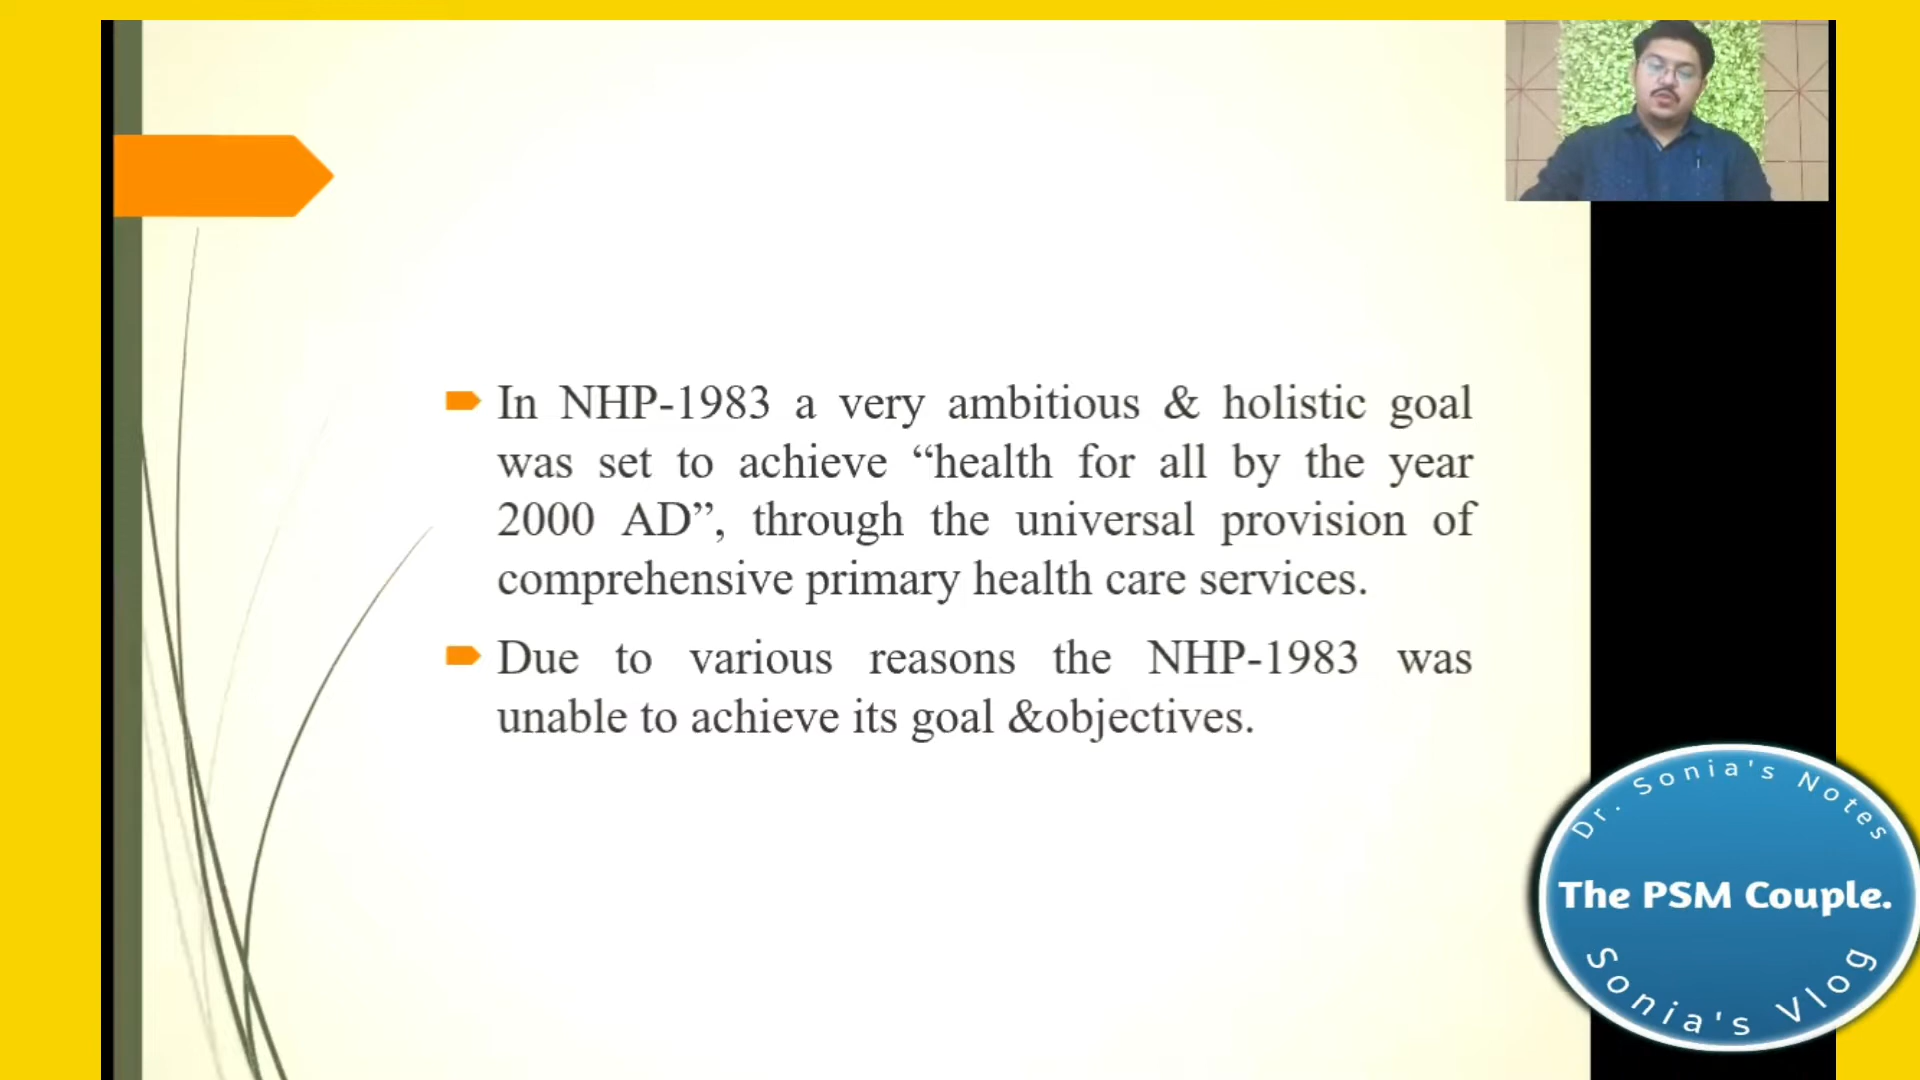 In NHP-1983 a very ambitious & holistic goal
was set to achieve “health for all by the year
2000 AD”, through the universal provision of
comprehensive primary health care services.
Due to various reasons the NHP-1983 was
unable to achieve its goal &objectives.
Dr. Sonia's Notes
The PSM Couple.
Sonia's Vlog